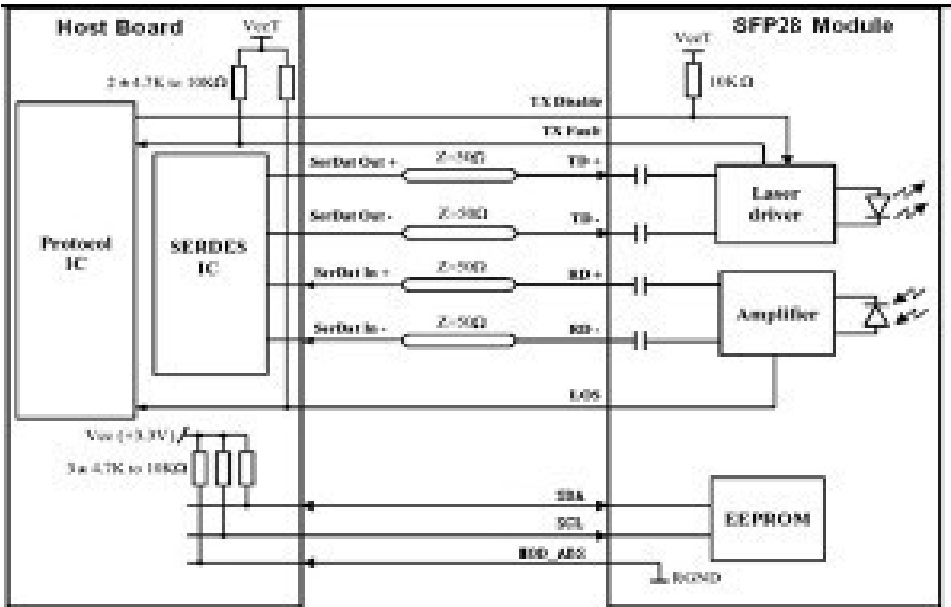 Host Board
SFP28 Module
VccT
VccT
2 x 4.7K to 10KΩ
10KΩ
TX Disable
TX Fault
SerDat Out +
Z=50Ω
TD +
Laser driver
SerDat Out -
Z=50Ω
TD -
Protocol IC
SERDES IC
SerDat In +
Z=50Ω
RD +
Amplifier
SerDat In -
Z=50Ω
RD -
LOS
Vcc (+3.3V)
3 x 4.7K to 10KΩ
SDA
SCL
EEPROM
MOD_ABS
RGND